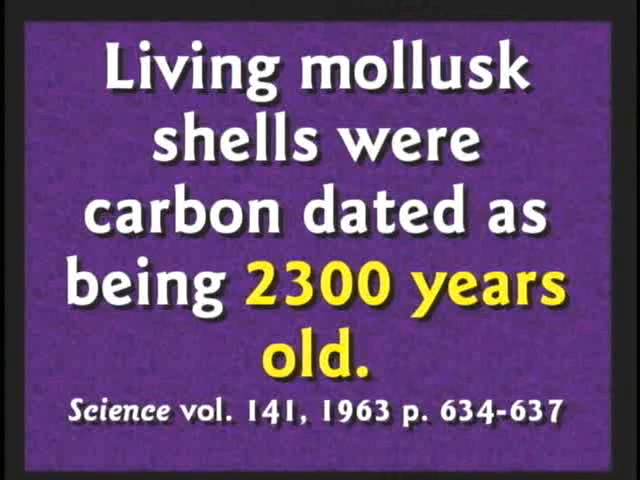 Living mollusk
shells were
carbon dated as
being 2300 years
old.
Science vol. 141, 1963 p. 634-637